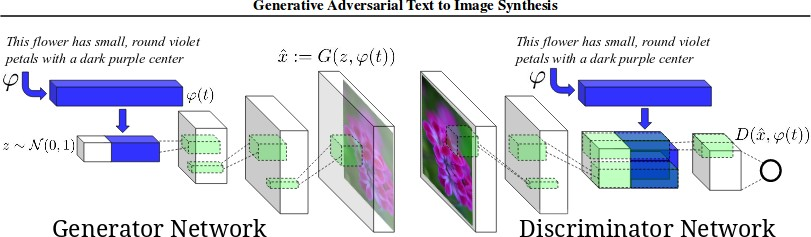 Generative Adversarial Text to Image Synthesis
This flower has small, round violet
petals with a dark purple center
φ
φ(t)
z ∼ 𝒩(0, 1)
x̂ := G(z, φ(t))
Generator Network
This flower has small, round violet
petals with a dark purple center
φ
D(x̂, φ(t))
Discriminator Network